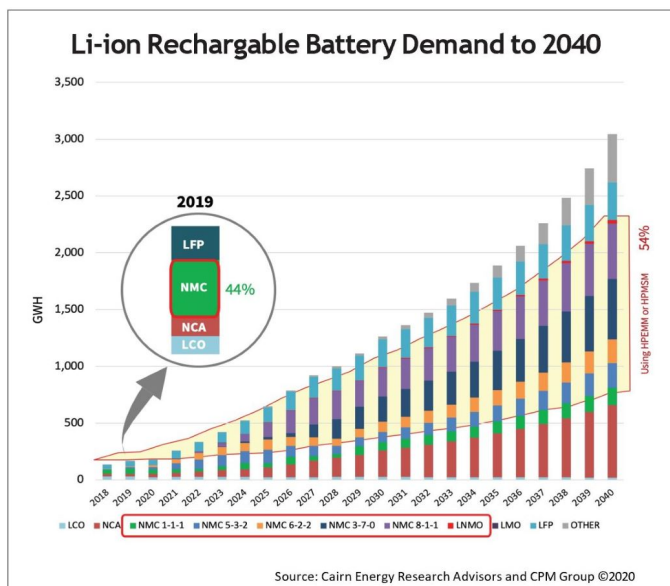 Li-ion Rechargable Battery Demand to 2040
3,500
3,000
2,500
2,000
1,500
1,000
500
0
GWH
2019
LFP
NMC
44%
NCA
LCO
54%
Using HPEMM or HPMSM
2018 2019 2020 2021 2022 2023 2024 2025 2026 2027 2028 2029 2030 2031 2032 2033 2034 2035 2036 2037 2038 2039 2040
LCO NCA NMC 1-1-1 NMC 5-3-2 NMC 6-2-2 NMC 3-7-0 NMC 8-1-1 LNMO LMO LFP OTHER
Source: Cairn Energy Research Advisors and CPM Group ©2020